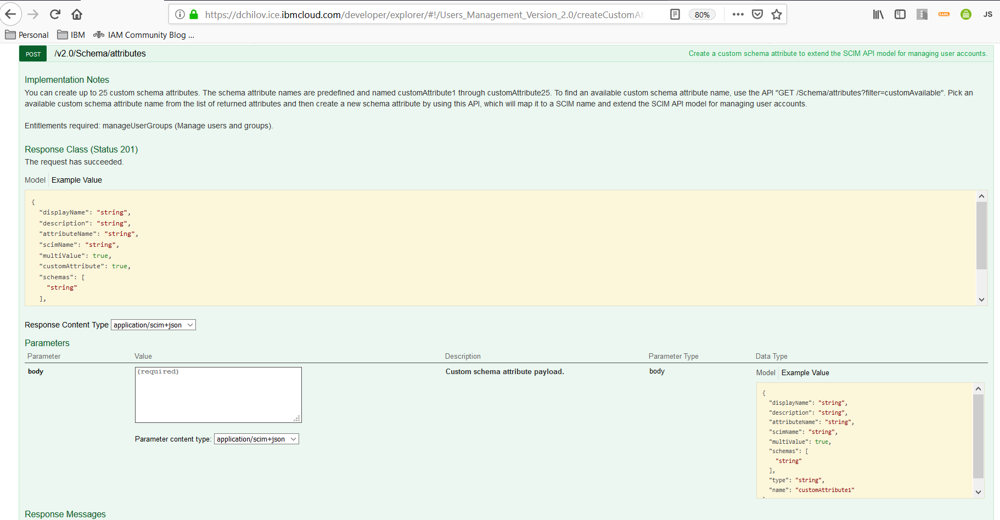 https://dchilov.ice.ibmcloud.com/developer/explorer/#!/Users_Management_Version_2.0/createCustomAt
80%
SAML
JS
Personal
IBM
IAM Community Blog ...
POST
/v2.0/Schema/attributes
Create a custom schema attribute to extend the SCIM API model for managing user accounts.
Implementation Notes
You can create up to 25 custom schema attributes. The schema attribute names are predefined and named customAttribute1 through customAttribute25. To find an available custom schema attribute name, use the API "GET /Schema/attributes?filter=customAvailable". Pick an
available custom schema attribute name from the list of returned attributes and then create a new schema attribute by using this API, which will map it to a SCIM name and extend the SCIM API model for managing user accounts.
Entitlements required: manageUserGroups (Manage users and groups).
Response Class (Status 201)
The request has succeeded.
Model
Example Value
{
"displayName": "string",
"description": "string",
"attributeName": "string",
"scimName": "string",
"multiValue": true,
"customAttribute": true,
"schemas": [
"string"
],
Response Content Type
application/scim+json
Parameters
Parameter
Value
Description
Parameter Type
Data Type
body
(required)
Custom schema attribute payload.
body
Model
Example Value
{
"displayName": "string",
"description": "string",
"attributeName": "string",
"scimName": "string",
"multiValue": true,
"schemas": [
"string"
],
"type": "string",
"name": "customAttribute1"
Parameter content type:
application/scim+json
Response Messages